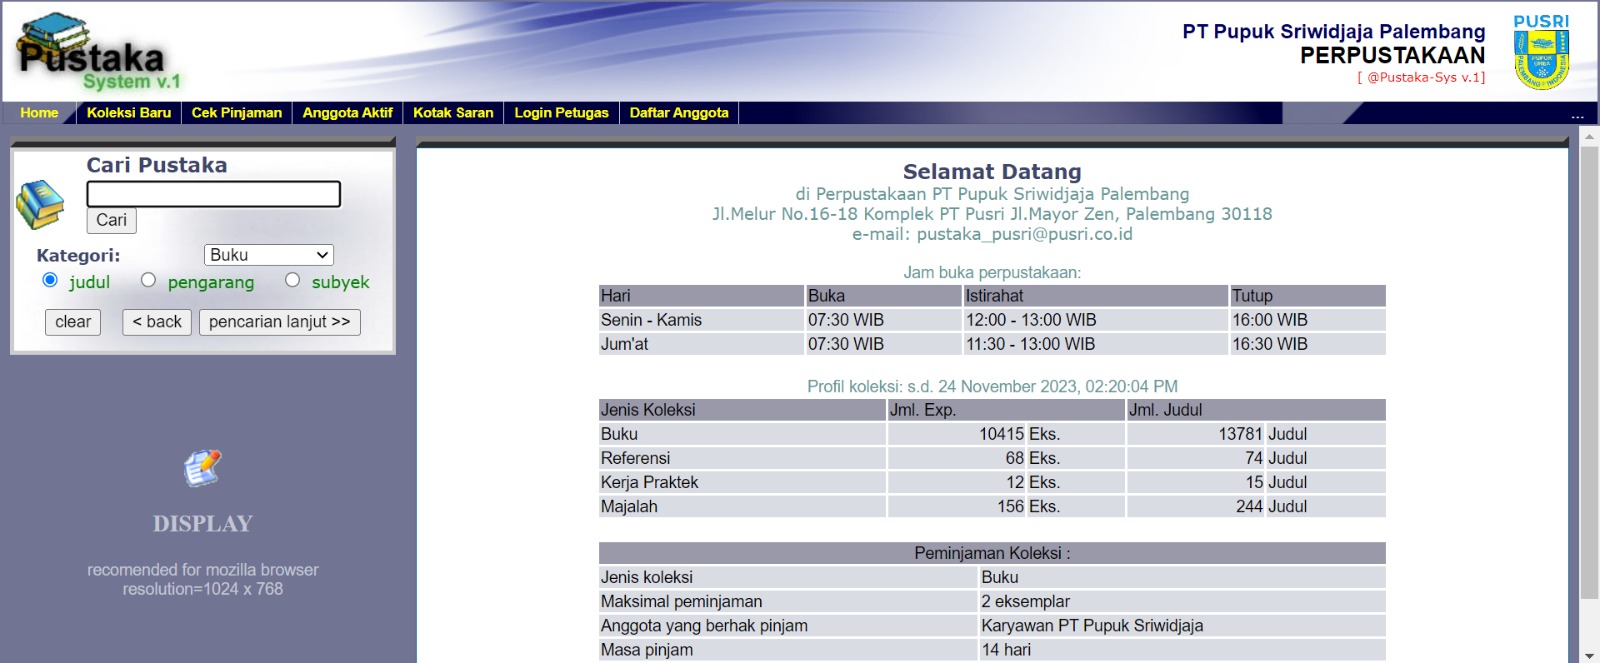 Pustaka
System v.1
PT Pupuk Sriwidjaja Palembang
PERPUSTAKAAN
[ @Pustaka-Sys v.1]
PUSRI
PUPUK
UREA
PALEMBANG - INDONESIA
Home Koleksi Baru Cek Pinjaman Anggota Aktif Kotak Saran Login Petugas Daftar Anggota ...
Cari Pustaka
Cari
Kategori: Buku
judul pengarang subyek
clear < back pencarian lanjut >>
DISPLAY
recomended for mozilla browser
resolution=1024 x 768
Selamat Datang
di Perpustakaan PT Pupuk Sriwidjaja Palembang
Jl.Melur No.16-18 Komplek PT Pusri Jl.Mayor Zen, Palembang 30118
e-mail: pustaka_pusri@pusri.co.id
Jam buka perpustakaan:
Hari Buka Istirahat Tutup
Senin - Kamis 07:30 WIB 12:00 - 13:00 WIB 16:00 WIB
Jum'at 07:30 WIB 11:30 - 13:00 WIB 16:30 WIB
Profil koleksi: s.d. 24 November 2023, 02:20:04 PM
Jenis Koleksi Jml. Exp. Jml. Judul
Buku 10415 Eks. 13781 Judul
Referensi 68 Eks. 74 Judul
Kerja Praktek 12 Eks. 15 Judul
Majalah 156 Eks. 244 Judul
Peminjaman Koleksi :
Jenis koleksi Buku
Maksimal peminjaman 2 eksemplar
Anggota yang berhak pinjam Karyawan PT Pupuk Sriwidjaja
Masa pinjam 14 hari